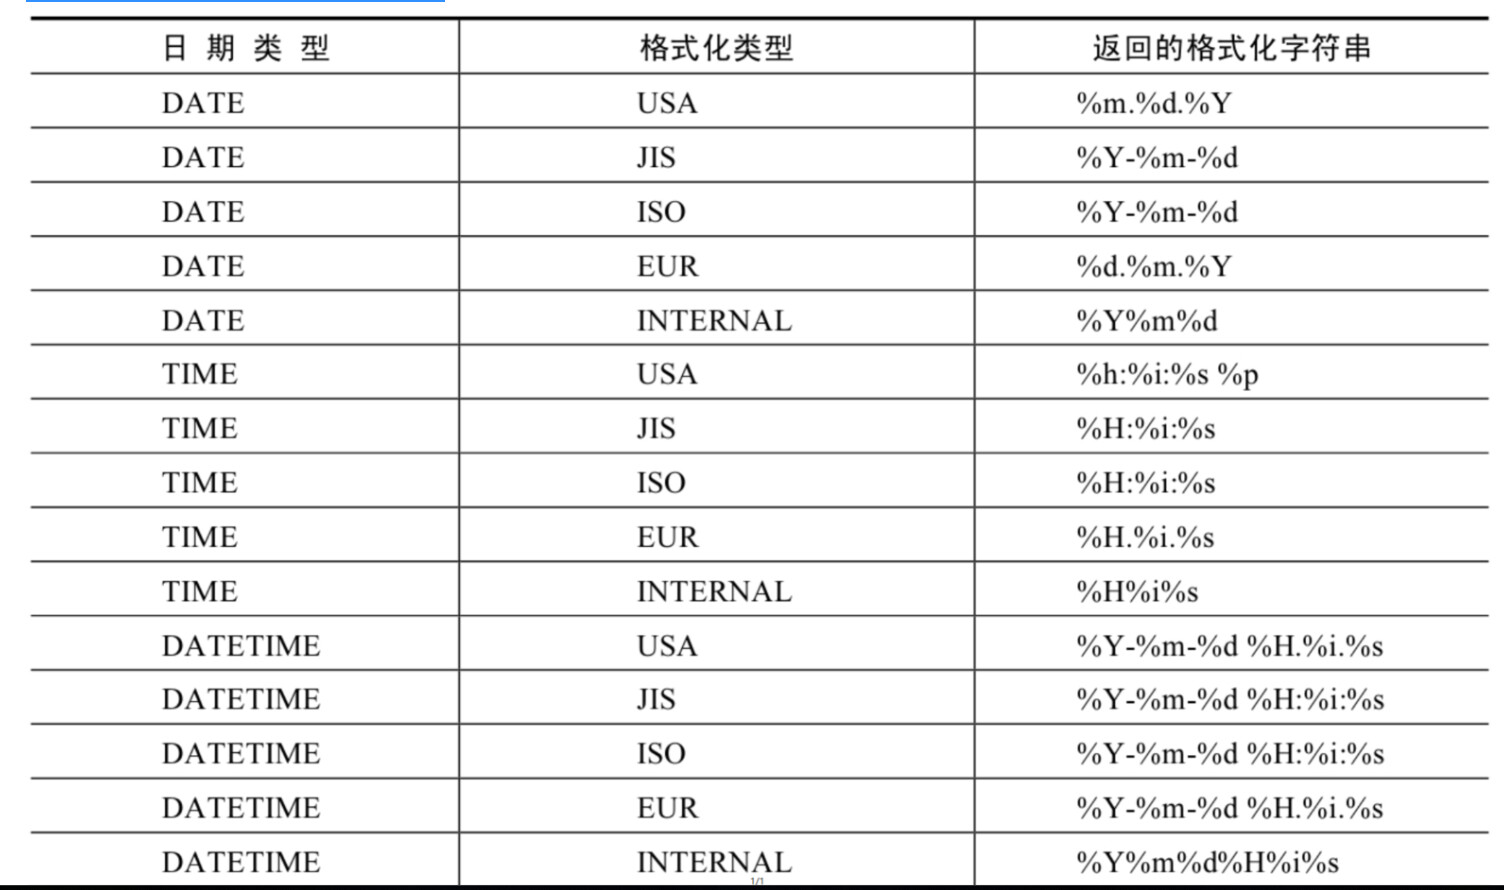 日 期 类 型 格式化类型 返回的格式化字符串
DATE USA %m.%d.%Y
DATE JIS %Y-%m-%d
DATE ISO %Y-%m-%d
DATE EUR %d.%m.%Y
DATE INTERNAL %Y%m%d
TIME USA %h:%i:%s %p
TIME JIS %H:%i:%s
TIME ISO %H:%i:%s
TIME EUR %H.%i.%s
TIME INTERNAL %H%i%s
DATETIME USA %Y-%m-%d %H.%i.%s
DATETIME JIS %Y-%m-%d %H:%i:%s
DATETIME ISO %Y-%m-%d %H:%i:%s
DATETIME EUR %Y-%m-%d %H.%i.%s
DATETIME INTERNAL %Y%m%d%H%i%s
1/1